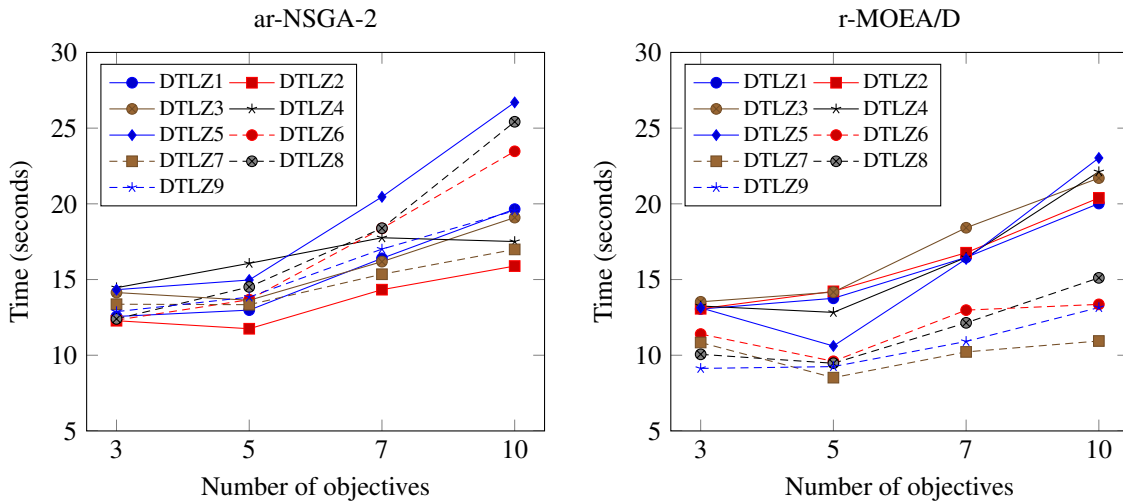 ar-NSGA-2
30
25
20
15
10
5
3
5
7
10
Time (seconds)
Number of objectives
DTLZ1 DTLZ2
DTLZ3 DTLZ4
DTLZ5 DTLZ6
DTLZ7 DTLZ8
DTLZ9
r-MOEA/D
30
25
20
15
10
5
3
5
7
10
Time (seconds)
Number of objectives
DTLZ1 DTLZ2
DTLZ3 DTLZ4
DTLZ5 DTLZ6
DTLZ7 DTLZ8
DTLZ9